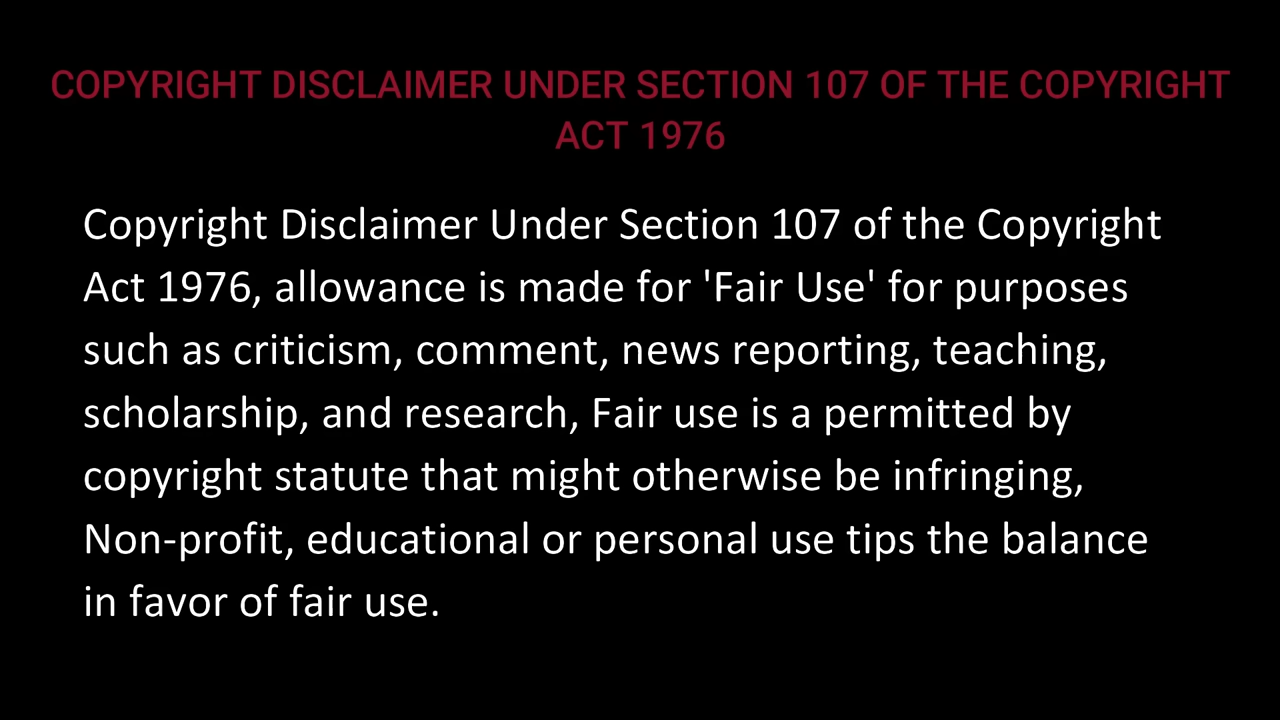 COPYRIGHT DISCLAIMER UNDER SECTION 107 OF THE COPYRIGHT
ACT 1976
Copyright Disclaimer Under Section 107 of the Copyright
Act 1976, allowance is made for 'Fair Use' for purposes
such as criticism, comment, news reporting, teaching,
scholarship, and research, Fair use is a permitted by
copyright statute that might otherwise be infringing,
Non-profit, educational or personal use tips the balance
in favor of fair use.